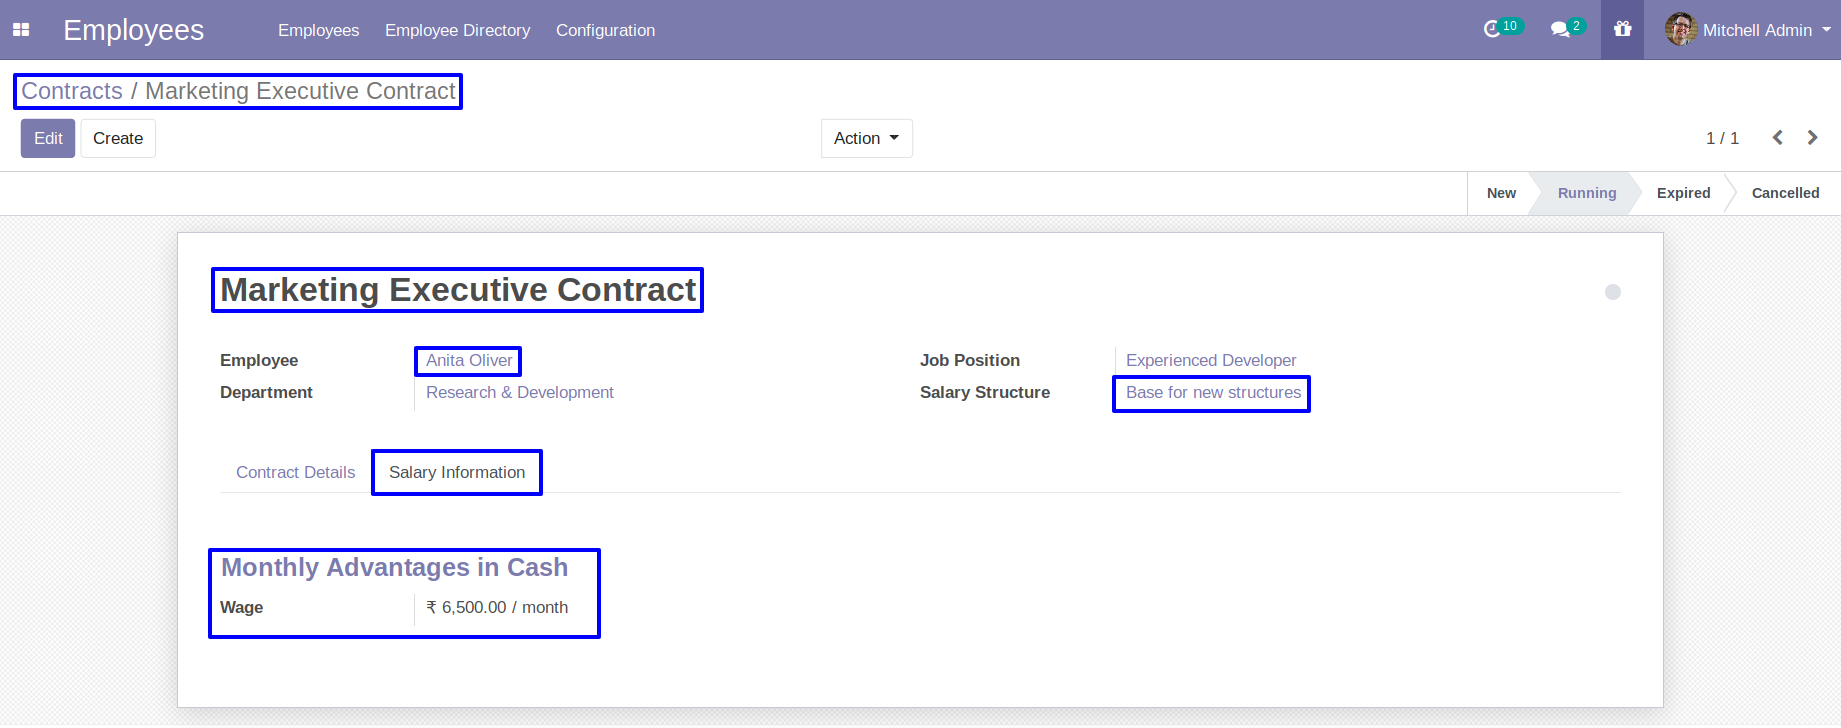 Employees Employees Employee Directory Configuration 10 2 Mitchell Admin
Contracts / Marketing Executive Contract
Edit Create Action 1 / 1
New Running Expired Cancelled
Marketing Executive Contract
Employee Anita Oliver Job Position Experienced Developer
Department Research & Development Salary Structure Base for new structures
Contract Details Salary Information
Monthly Advantages in Cash
Wage ₹ 6,500.00 / month